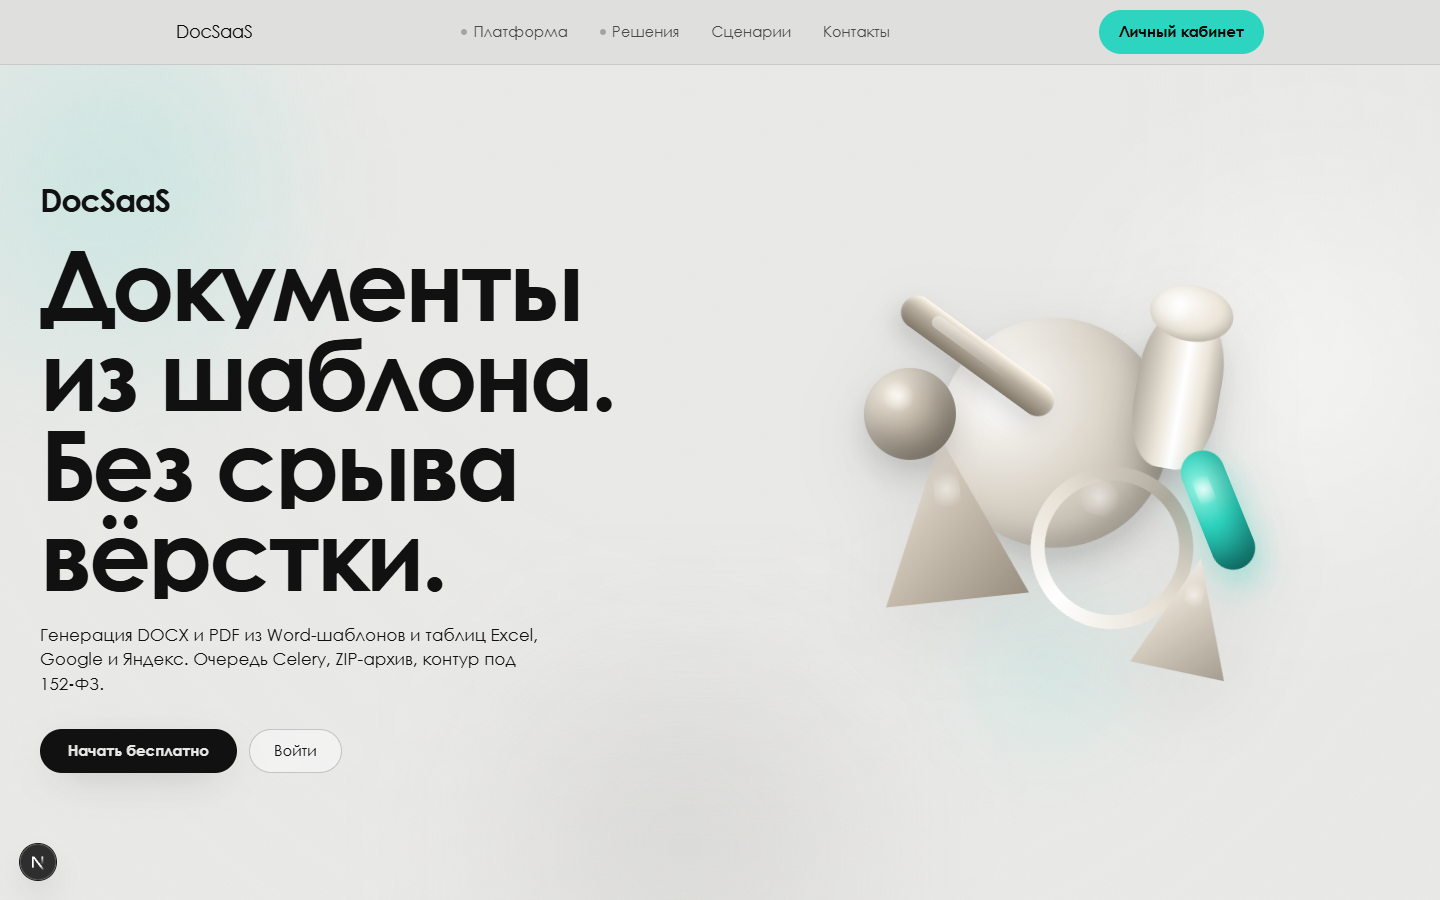 DocSaaS
Платформа
Решения
Сценарии
Контакты
Личный кабинет
DocSaaS
Документы
из шаблона.
Без срыва
вёрстки.
Генерация DOCX и PDF из Word-шаблонов и таблиц Excel,
Google и Яндекс. Очередь Celery, ZIP-архив, контур под
152-ФЗ.
Начать бесплатно
Войти
N